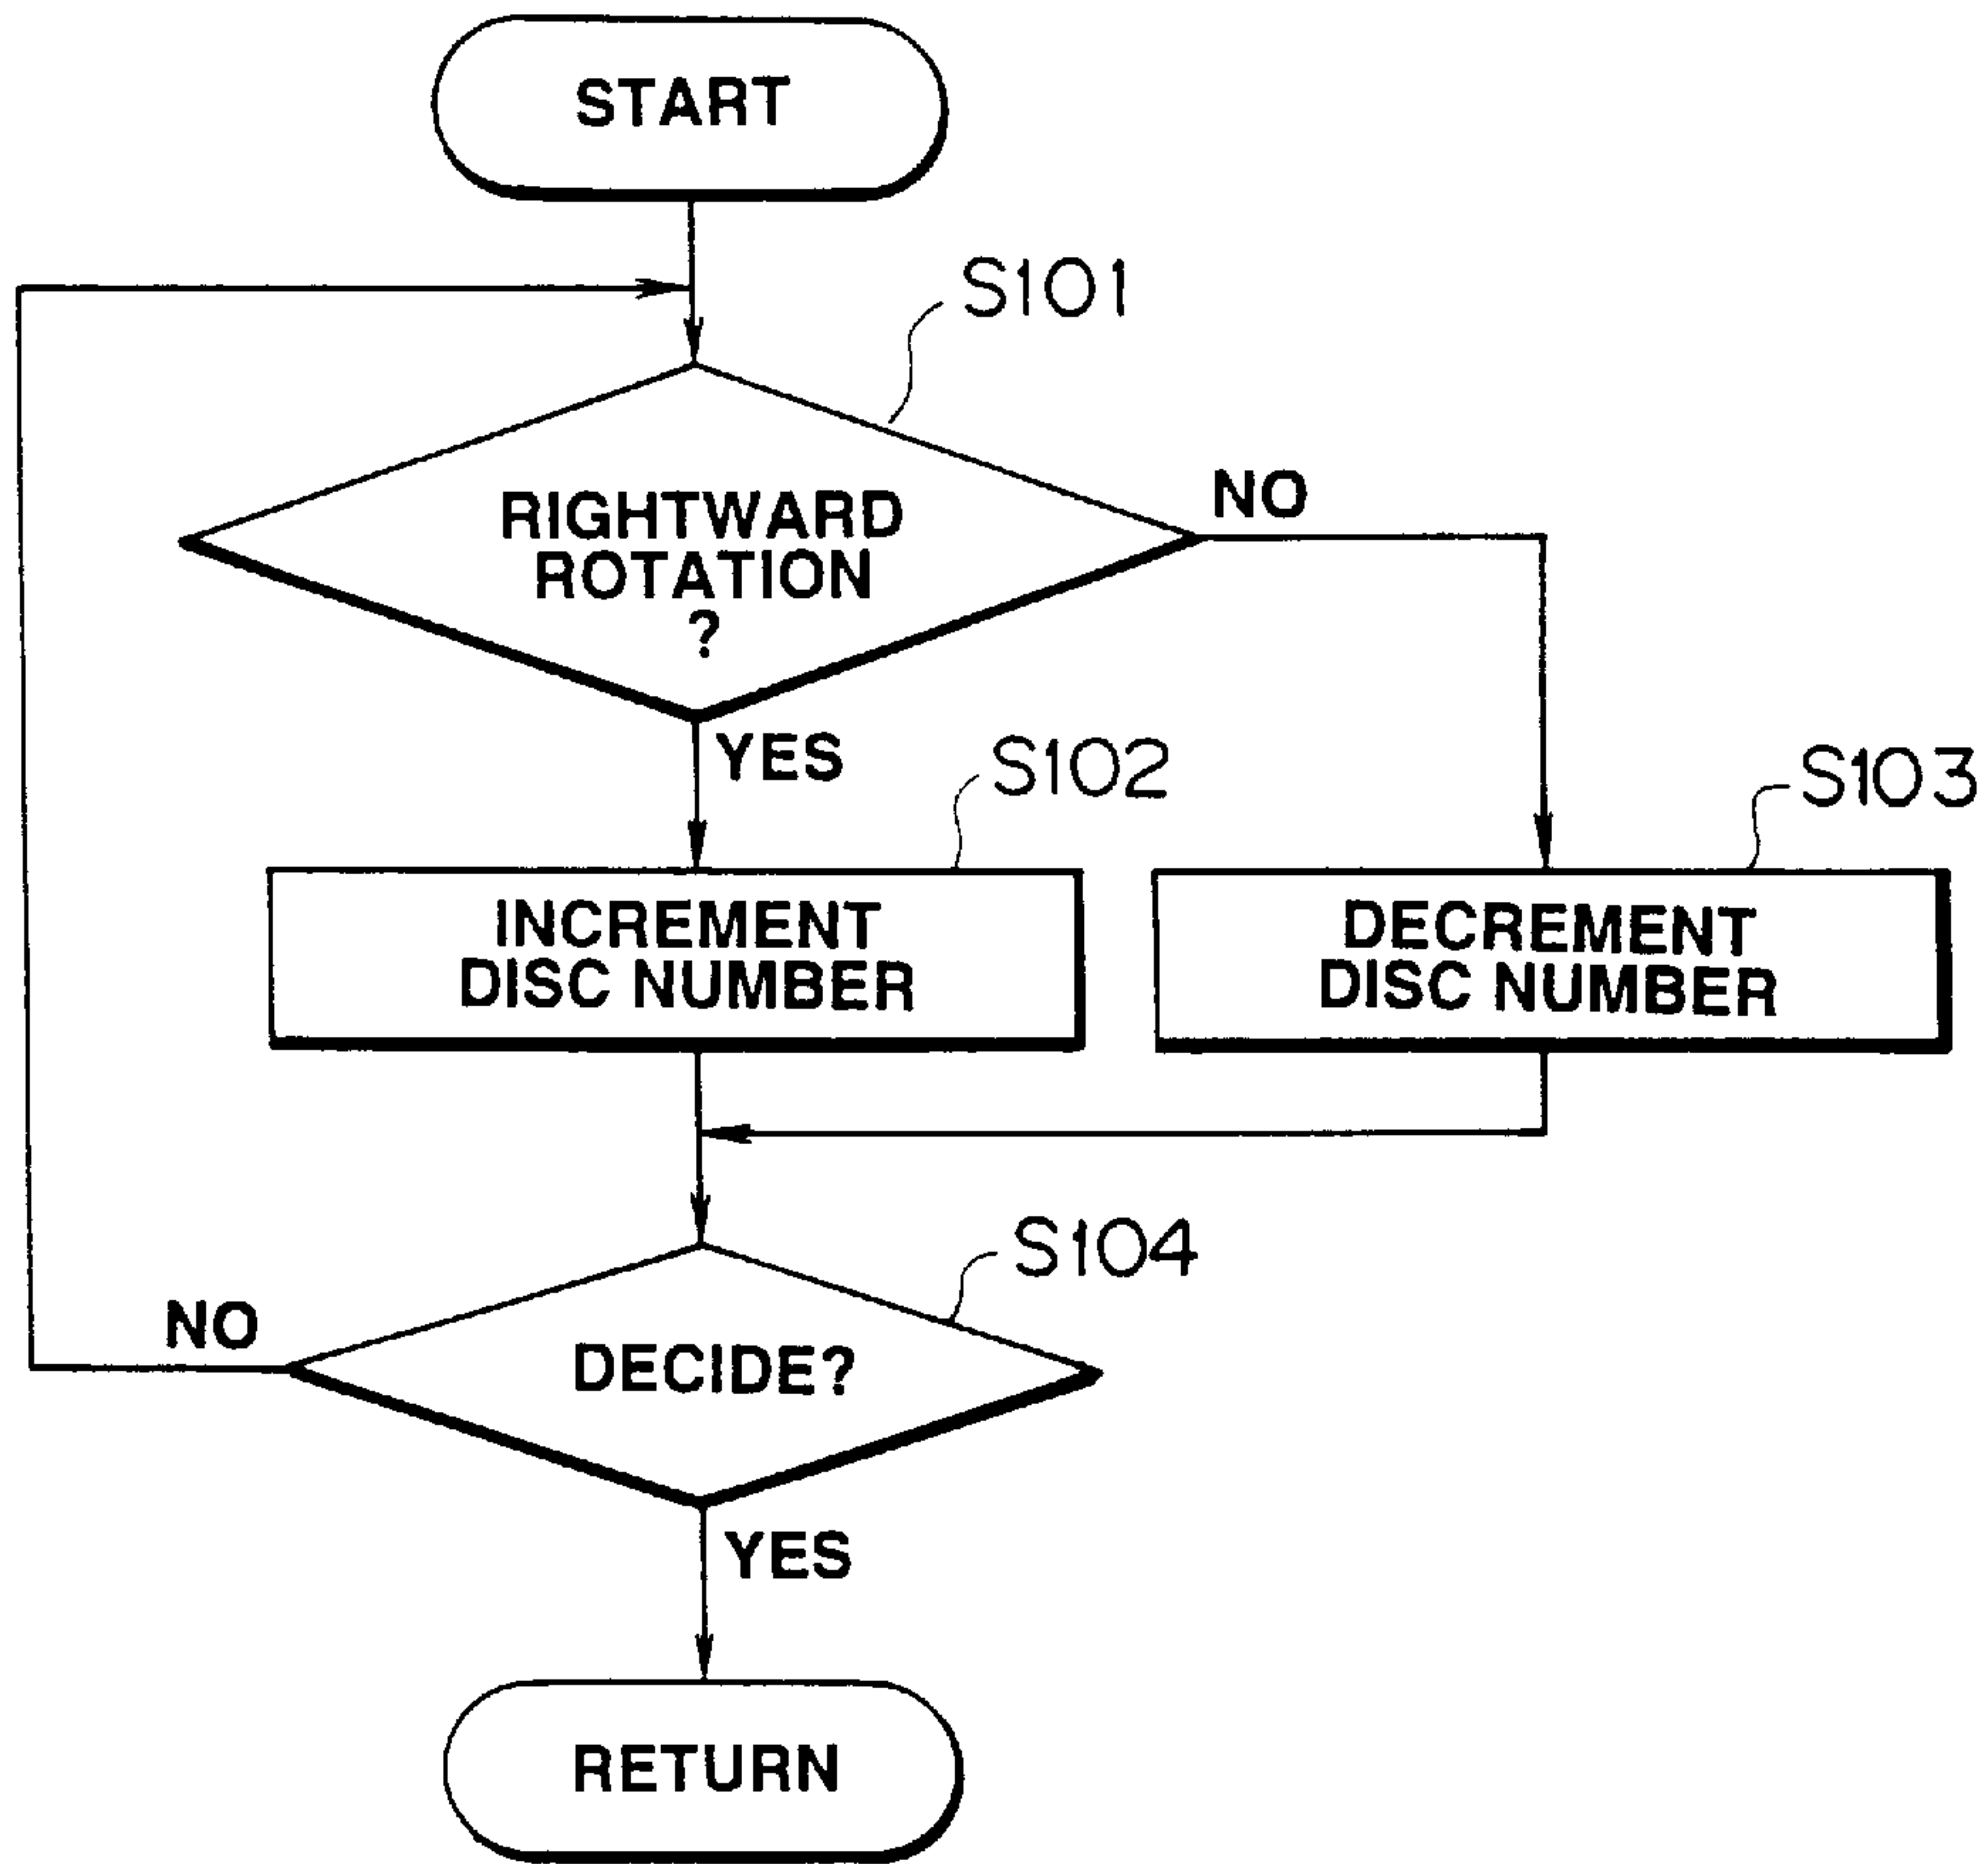 START
S101
RIGHTWARD
ROTATION
?
NO
YES
S102
S103
INCREMENT
DISC NUMBER
DECREMENT
DISC NUMBER
S104
NO
DECIDE?
YES
RETURN